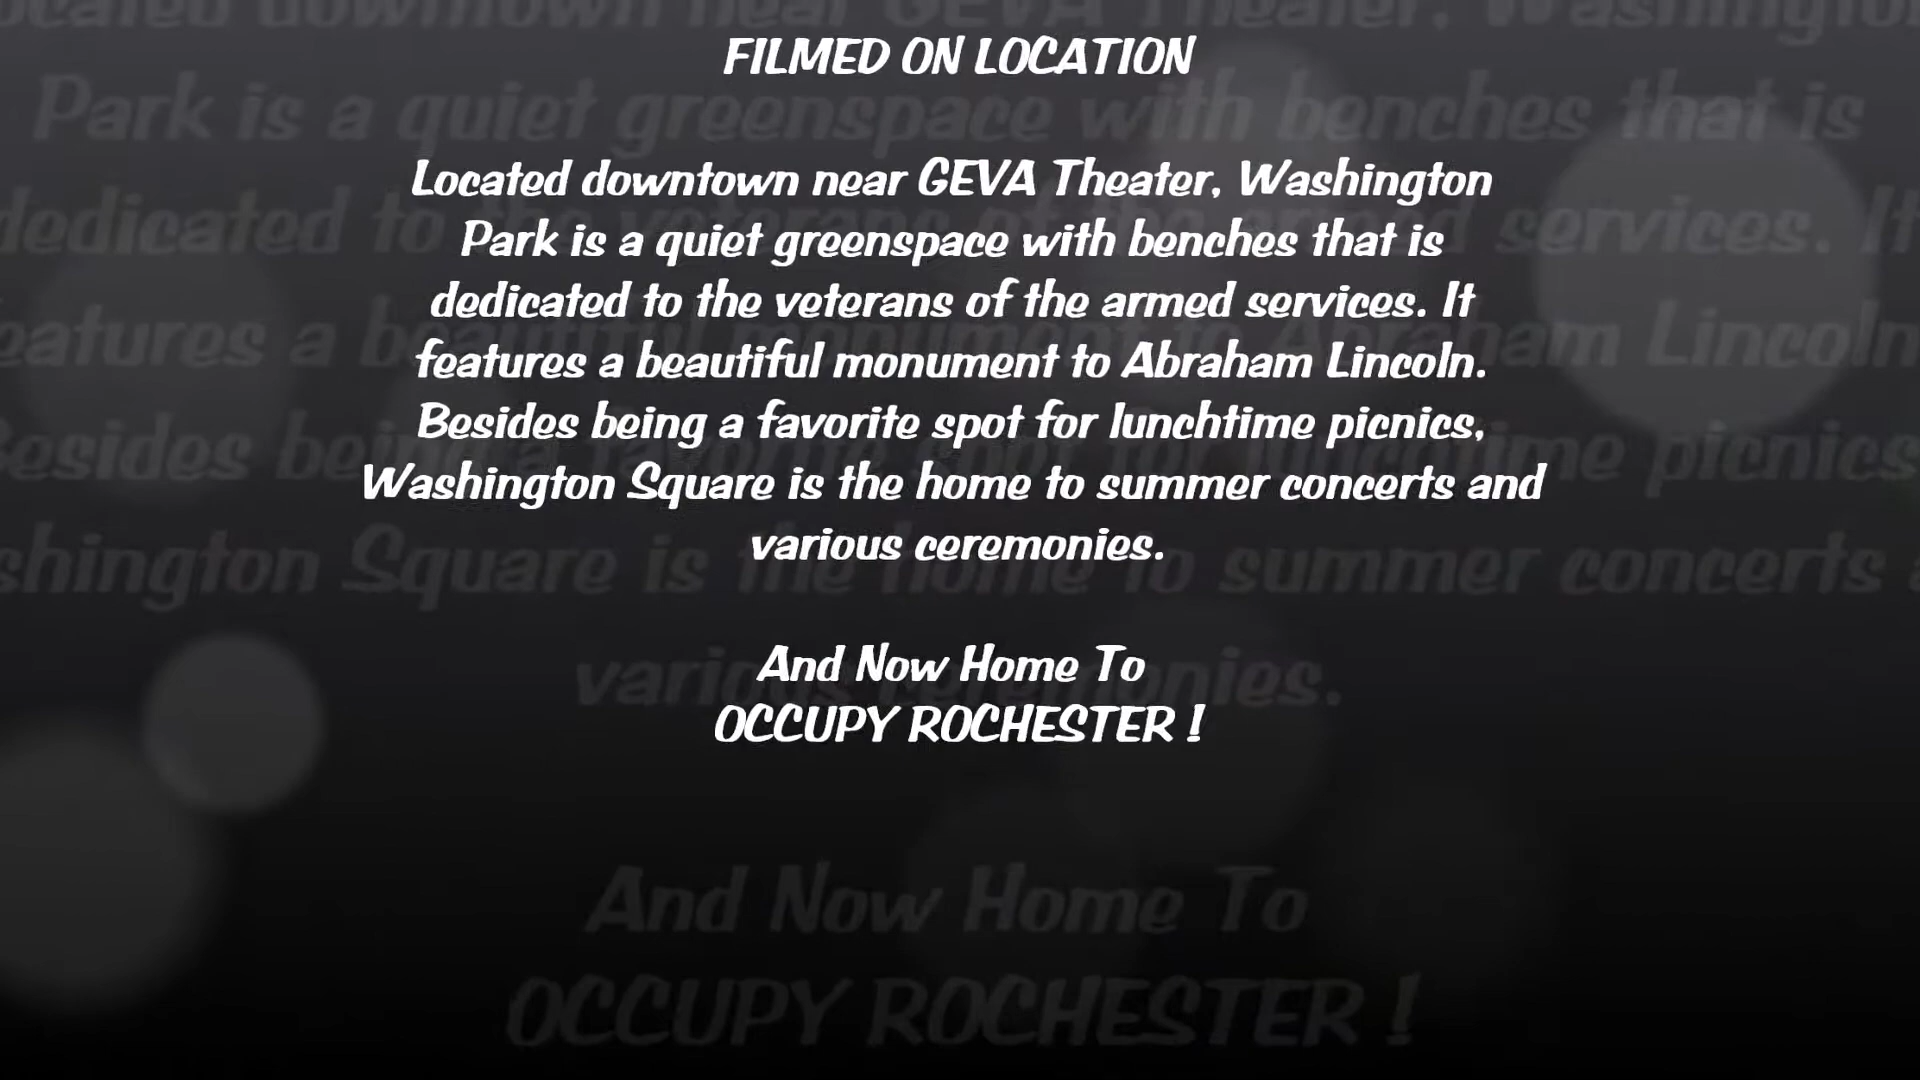 FILMED ON LOCATION
Located downtown near GEVA Theater, Washington
Park is a quiet greenspace with benches that is
dedicated to the veterans of the armed services. It
features a beautiful monument to Abraham Lincoln.
Besides being a favorite spot for lunchtime picnics,
Washington Square is the home to summer concerts and
various ceremonies.
And Now Home To
OCCUPY ROCHESTER !